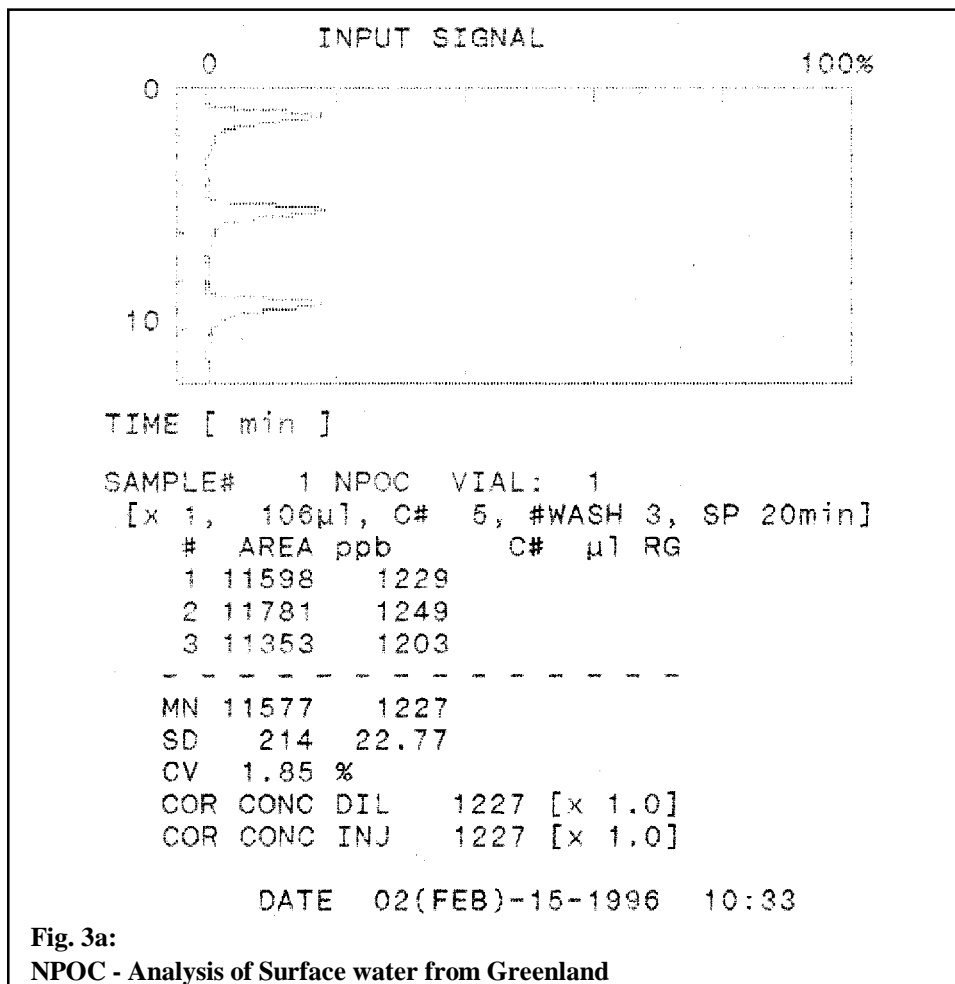 INPUT SIGNAL
0 100%
0
10
TIME [ min ]
SAMPLE# 1 NPOC VIAL: 1
[x 1, 106µl, C# 5, #WASH 3, SP 20min]
# AREA ppb C# µl RG
1 11598 1229
2 11781 1249
3 11353 1203
- - - - - - - - - - - - - -
MN 11577 1227
SD 214 22.77
CV 1.85 %
COR CONC DIL 1227 [x 1.0]
COR CONC INJ 1227 [x 1.0]
DATE 02(FEB)-15-1996 10:33
Fig. 3a:
NPOC - Analysis of Surface water from Greenland